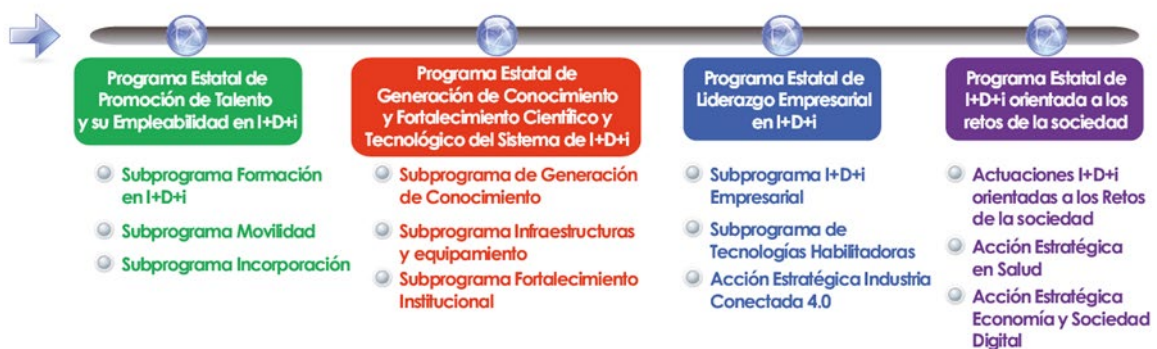 Programa Estatal de
Promoción de Talento
y su Empleabilidad en I+D+i
Subprograma Formación
en I+D+i
Subprograma Movilidad
Subprograma Incorporación
Programa Estatal de
Generación de Conocimiento
y Fortalecimiento Científico y
Tecnológico del Sistema de I+D+i
Subprograma de Generación
de Conocimiento
Subprograma Infraestructuras
y equipamiento
Subprograma Fortalecimiento
Institucional
Programa Estatal de
Liderazgo Empresarial
en I+D+i
Subprograma I+D+i
Empresarial
Subprograma de
Tecnologías Habilitadoras
Acción Estratégica Industria
Conectada 4.0
Programa Estatal de
I+D+i orientada a los
retos de la sociedad
Actuaciones I+D+i
orientadas a los Retos
de la sociedad
Acción Estratégica
en Salud
Acción Estratégica
Economía y Sociedad
Digital